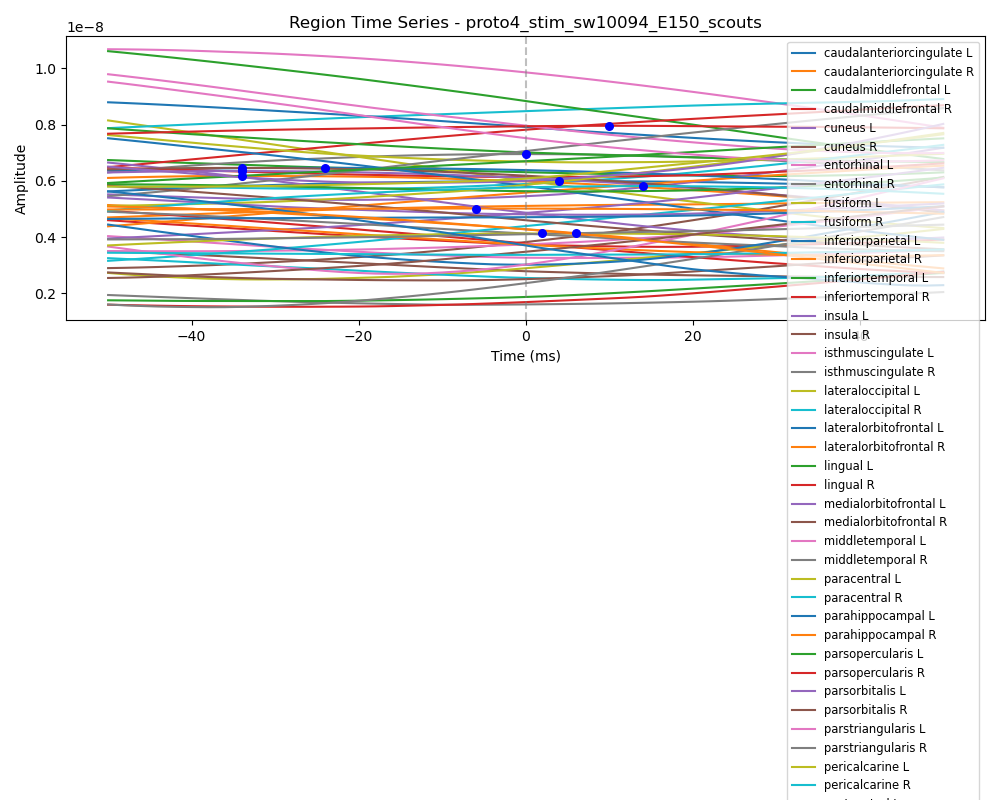 Region Time Series - proto4_stim_sw10094_E150_scouts
1e−8
Amplitude
1.0
0.8
0.6
0.4
0.2
−40
−20
0
20
Time (ms)
caudalanteriorcingulate L
caudalanteriorcingulate R
caudalmiddlefrontal L
caudalmiddlefrontal R
cuneus L
cuneus R
entorhinal L
entorhinal R
fusiform L
fusiform R
inferiorparietal L
inferiorparietal R
inferiortemporal L
inferiortemporal R
insula L
insula R
isthmuscingulate L
isthmuscingulate R
lateraloccipital L
lateraloccipital R
lateralorbitofrontal L
lateralorbitofrontal R
lingual L
lingual R
medialorbitofrontal L
medialorbitofrontal R
middletemporal L
middletemporal R
paracentral L
paracentral R
parahippocampal L
parahippocampal R
parsopercularis L
parsopercularis R
parsorbitalis L
parsorbitalis R
parstriangularis L
parstriangularis R
pericalcarine L
pericalcarine R